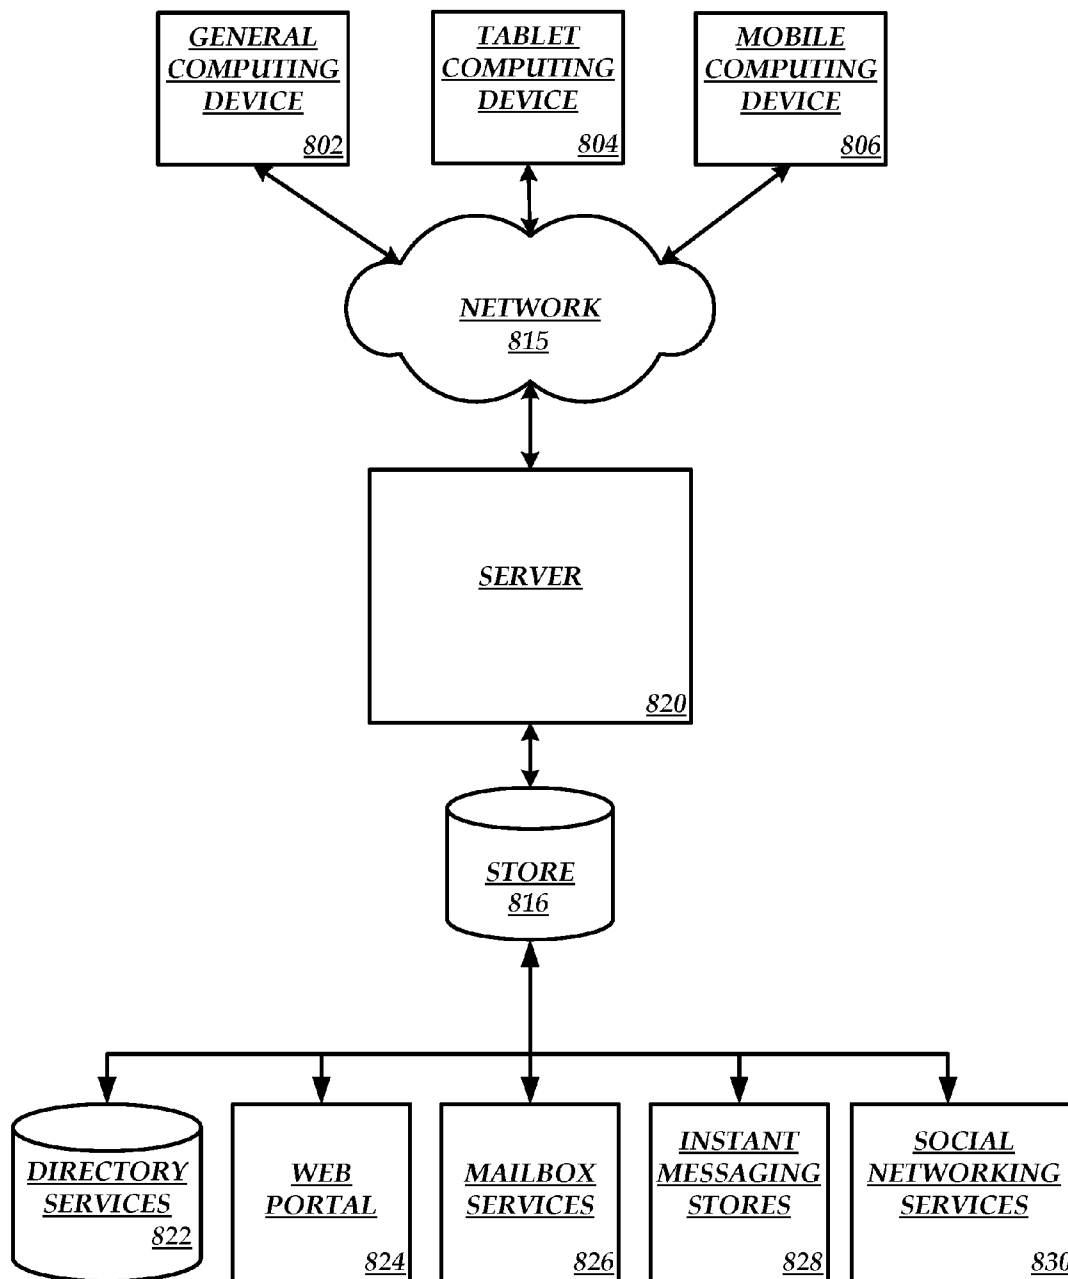 GENERAL
COMPUTING
DEVICE
802
TABLET
COMPUTING
DEVICE
804
MOBILE
COMPUTING
DEVICE
806
NETWORK
815
SERVER
820
STORE
816
DIRECTORY
SERVICES
822
WEB
PORTAL
824
MAILBOX
SERVICES
826
INSTANT
MESSAGING
STORES
828
SOCIAL
NETWORKING
SERVICES
830